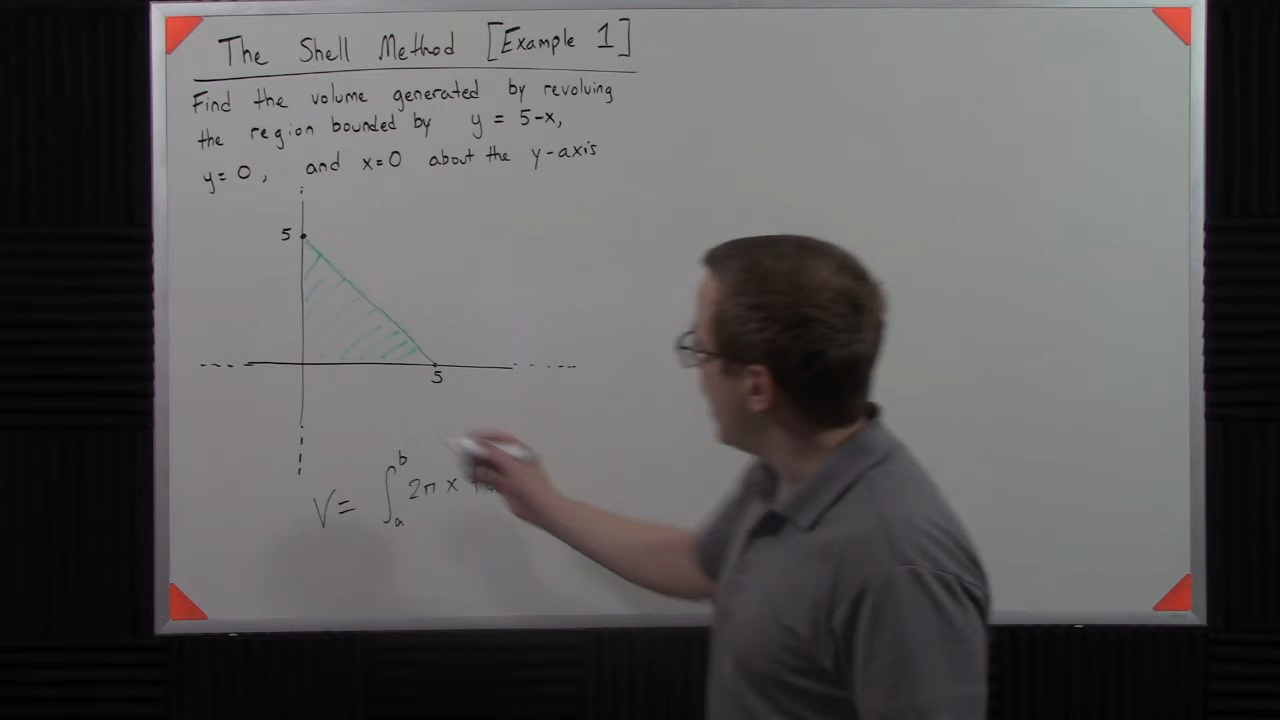 The Shell Method [Example 1]
Find the volume generated by revolving
the region bounded by y = 5-x,
y=0, and x=0 about the y-axis
5
5
V= ∫_a^b 2π x